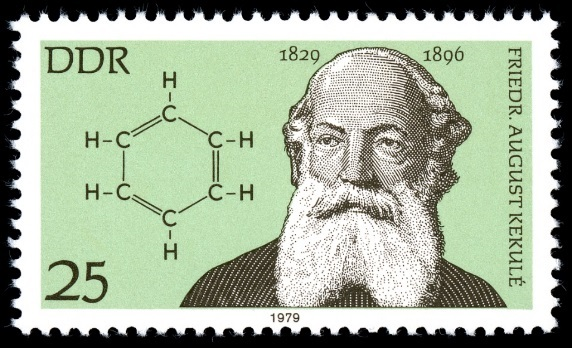 DDR
1829 1896
FRIEDR. AUGUST KEKULÉ
H
H-C C C-H
H-C C C-H
H
25
1979